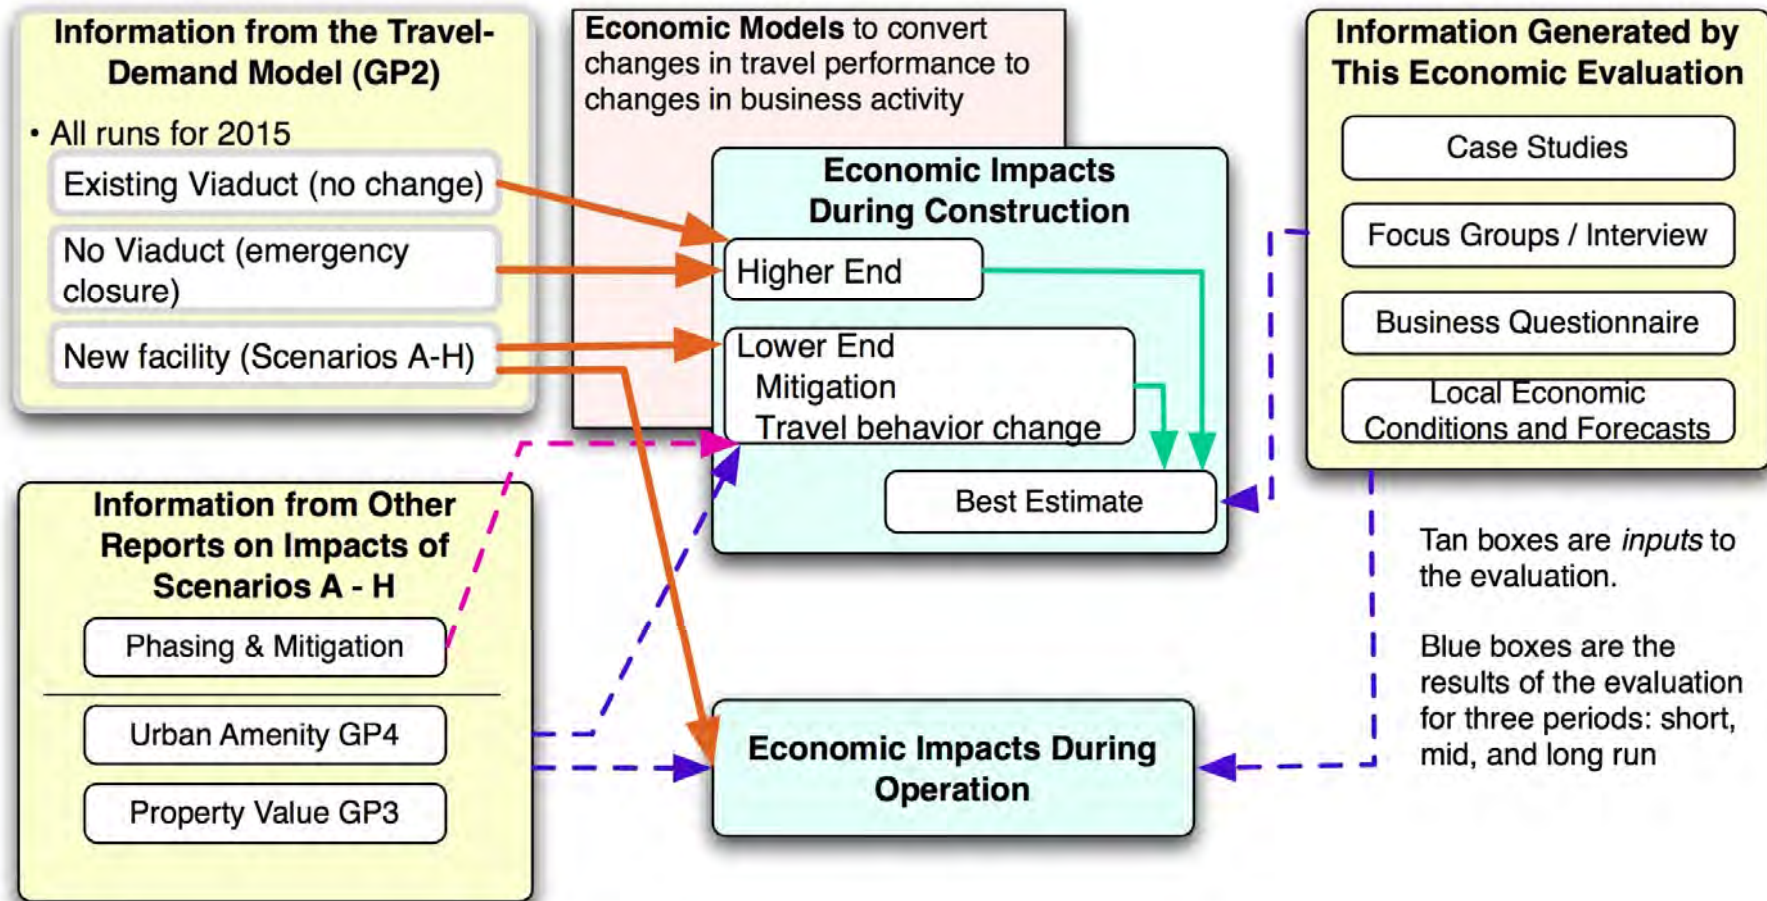 Information from the Travel-
Demand Model (GP2)
• All runs for 2015
Existing Viaduct (no change)
No Viaduct (emergency
closure)
New facility (Scenarios A-H)
Economic Models to convert
changes in travel performance to
changes in business activity
Economic Impacts
During Construction
Higher End
Lower End
Mitigation
Travel behavior change
Best Estimate
Information Generated by
This Economic Evaluation
Case Studies
Focus Groups / Interview
Business Questionnaire
Local Economic
Conditions and Forecasts
Information from Other
Reports on Impacts of
Scenarios A - H
Phasing & Mitigation
Urban Amenity GP4
Property Value GP3
Economic Impacts During
Operation
Tan boxes are inputs to
the evaluation.
Blue boxes are the
results of the evaluation
for three periods: short,
mid, and long run